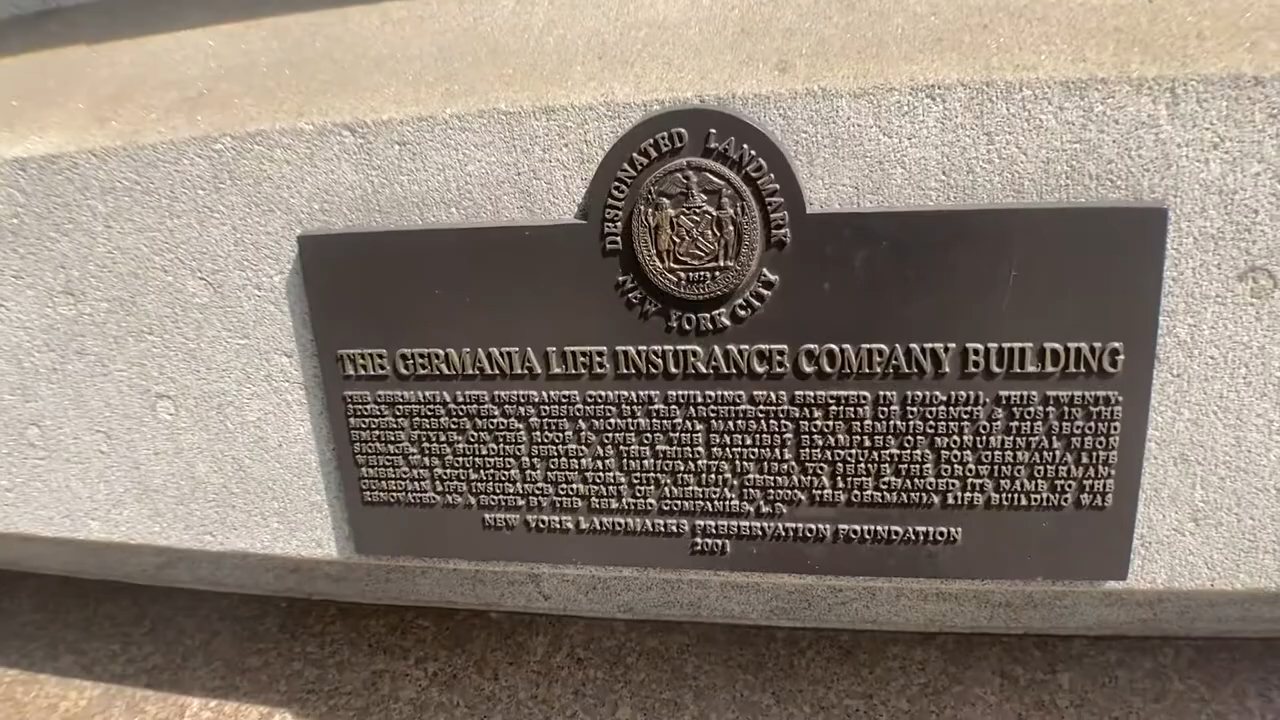 DESIGNATED LANDMARK
NEW YORK CITY
1625
THE GERMANIA LIFE INSURANCE COMPANY BUILDING
THE GERMANIA LIFE INSURANCE COMPANY BUILDING WAS ERECTED IN 1910-1911. THIS TWENTY-
STORY OFFICE TOWER WAS DESIGNED BY THE ARCHITECTURAL FIRM OF D'OENCH & YOST IN THE
MODERN FRENCH MODE, WITH A MONUMENTAL MANSARD ROOF REMINISCENT OF THE SECOND
EMPIRE STYLE. ON THE ROOF IS ONE OF THE EARLIEST EXAMPLES OF MONUMENTAL NEON
SIGNAGE. THE BUILDING SERVED AS THE THIRD NATIONAL HEADQUARTERS FOR GERMANIA LIFE
WHICH WAS FOUNDED BY GERMAN IMMIGRANTS IN 1860 TO SERVE THE GROWING GERMAN-
AMERICAN POPULATION IN NEW YORK CITY. IN 1917, GERMANIA LIFE CHANGED ITS NAME TO THE
GUARDIAN LIFE INSURANCE COMPANY OF AMERICA. IN 2000, THE GERMANIA LIFE BUILDING WAS
RENOVATED AS A HOTEL BY THE RELATED COMPANIES, L.P.
NEW YORK LANDMARKS PRESERVATION FOUNDATION
2001